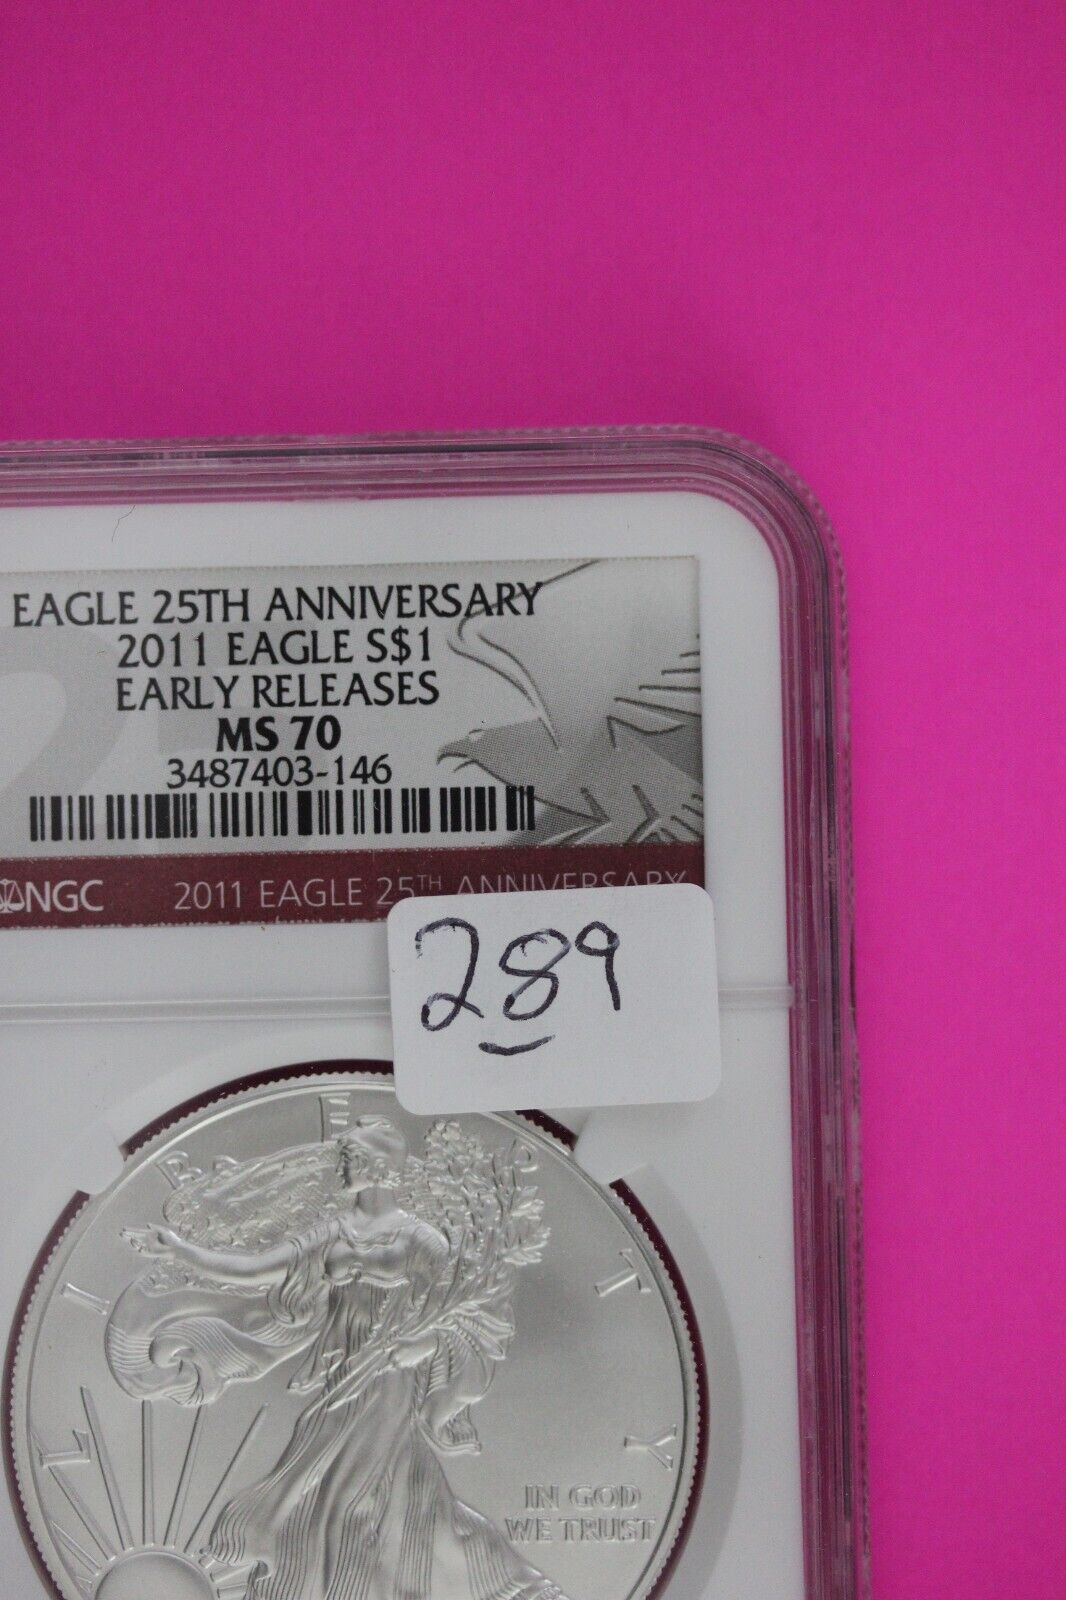 EAGLE 25TH ANNIVERSARY
2011 EAGLE S$1
EARLY RELEASES
MS 70
3487403-146
NGC 2011 EAGLE 25TH ANNIVERSARY
289
LIBERTY
IN GOD
WE TRUST